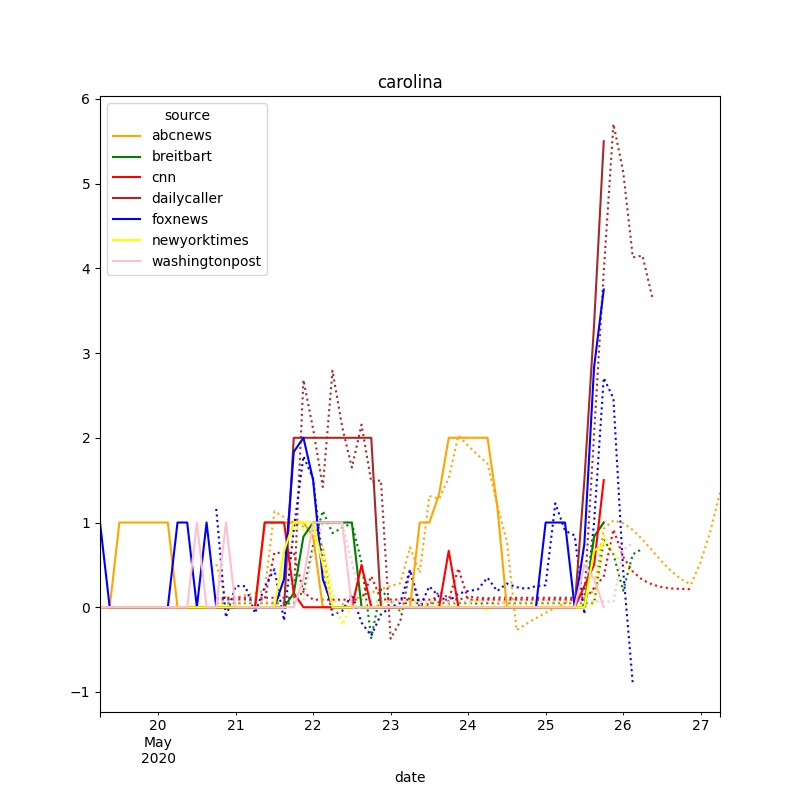 carolina
source
abcnews
breitbart
cnn
dailycaller
foxnews
newyorktimes
washingtonpost
6
5
4
3
2
1
0
−1
20 21 22 23 24 25 26 27
May
2020
date